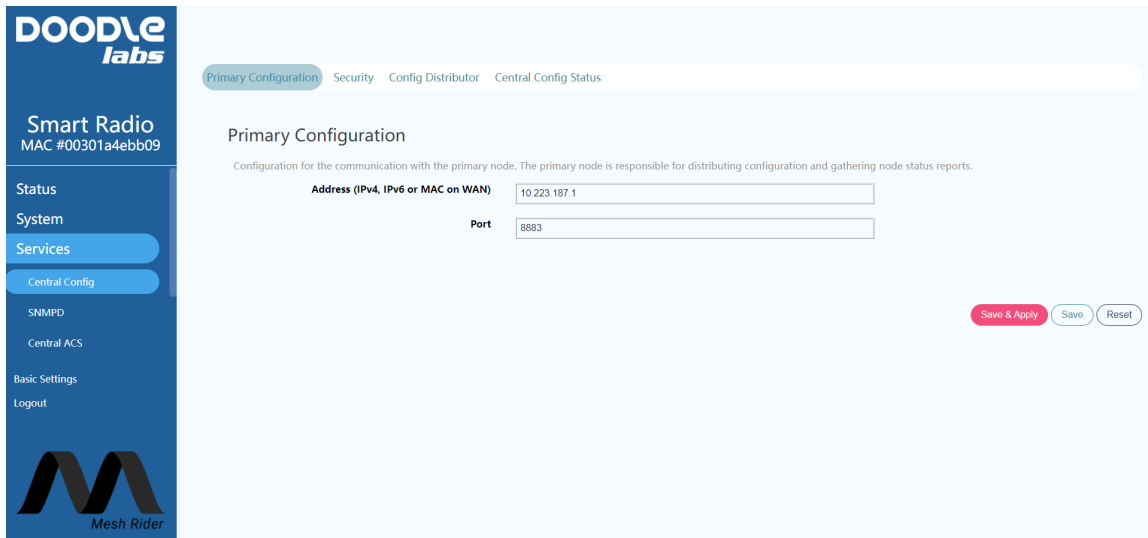 DOODLE
labs
Smart Radio
MAC #00301a4ebb09
Status
System
Services
Central Config
SNMPD
Central ACS
Basic Settings
Logout
Mesh Rider
Primary Configuration Security Config Distributor Central Config Status
Primary Configuration
Configuration for the communication with the primary node. The primary node is responsible for distributing configuration and gathering node status reports.
Address (IPv4, IPv6 or MAC on WAN) 10.223.187.1
Port 8883
Save & Apply Save Reset